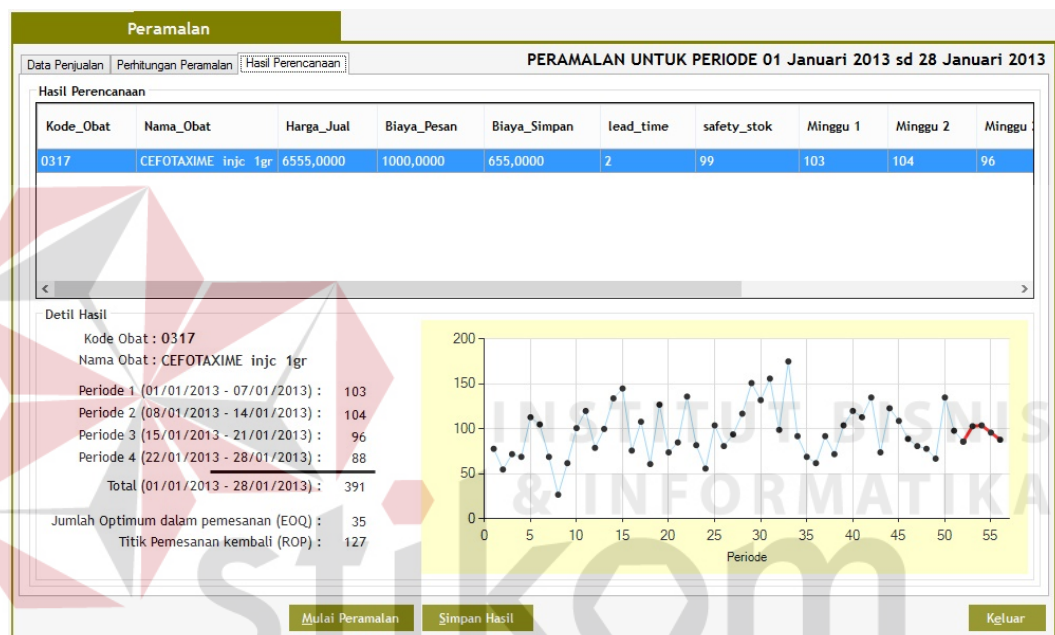 Peramalan
Data Penjualan Perhitungan Peramalan Hasil Perencanaan
PERAMALAN UNTUK PERIODE 01 Januari 2013 sd 28 Januari 2013
Hasil Perencanaan
Kode_Obat Nama_Obat Harga_Jual Biaya_Pesan Biaya_Simpan lead_time safety_stok Minggu 1 Minggu 2 Minggu
0317 CEFOTAXIME injc 1gr 6555,0000 1000,0000 655,0000 2 99 103 104 96
Detil Hasil
Kode Obat : 0317
Nama Obat : CEFOTAXIME injc 1gr
Periode 1 (01/01/2013 - 07/01/2013) : 103
Periode 2 (08/01/2013 - 14/01/2013) : 104
Periode 3 (15/01/2013 - 21/01/2013) : 96
Periode 4 (22/01/2013 - 28/01/2013) : 88
Total (01/01/2013 - 28/01/2013) : 391
Jumlah Optimum dalam pemesanan (EOQ) : 35
Titik Pemesanan kembali (ROP) : 127
200
150
100
50
0
0 5 10 15 20 25 30 35 40 45 50 55
Periode
INSTITUT BISNIS
& INFORMATIKA
stikom
Mulai Peramalan Simpan Hasil Keluar